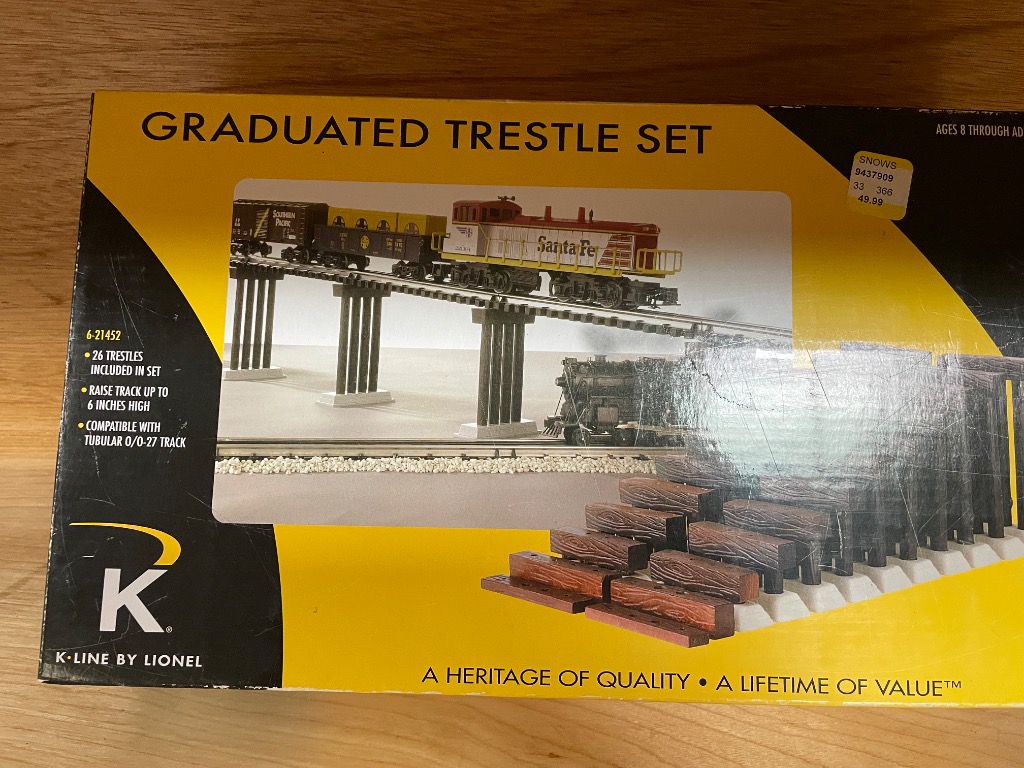 GRADUATED TRESTLE SET
AGES 8 THROUGH
SNOWS
9437909
33 366
49.99
SOUTHERN
PACIFIC
Santa Fe
6-21452
• 26 TRESTLES
INCLUDED IN SET
• RAISE TRACK UP TO
6 INCHES HIGH
• COMPATIBLE WITH
TUBULAR O/O-27 TRACK
K®
K·LINE BY LIONEL
A HERITAGE OF QUALITY • A LIFETIME OF VALUE™